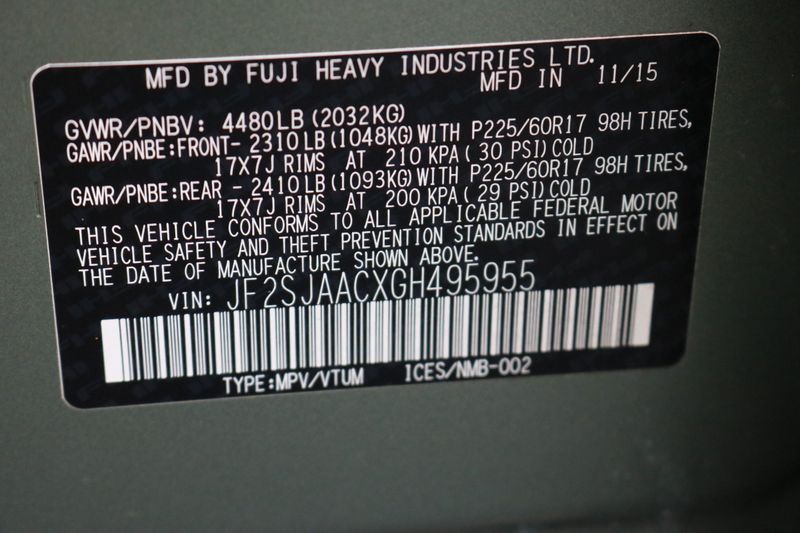 MFD BY FUJI HEAVY INDUSTRIES LTD.
MFD IN 11/15
GVWR/PNBV: 4480LB(2032KG)
GAWR/PNBE:FRONT- 2310LB(1048KG)WITH P225/60R17 98H TIRES,
17X7J RIMS AT 210 KPA( 30 PSI)COLD
GAWR/PNBE:REAR - 2410LB(1093KG)WITH P225/60R17 98H TIRES,
17X7J RIMS AT 200 KPA( 29 PSI)COLD
THIS VEHICLE CONFORMS TO ALL APPLICABLE FEDERAL MOTOR
VEHICLE SAFETY AND THEFT PREVENTION STANDARDS IN EFFECT ON
THE DATE OF MANUFACTURE SHOWN ABOVE.
VIN: JF2SJAACXGH495955
TYPE:MPV/VTUM ICES/NMB-002